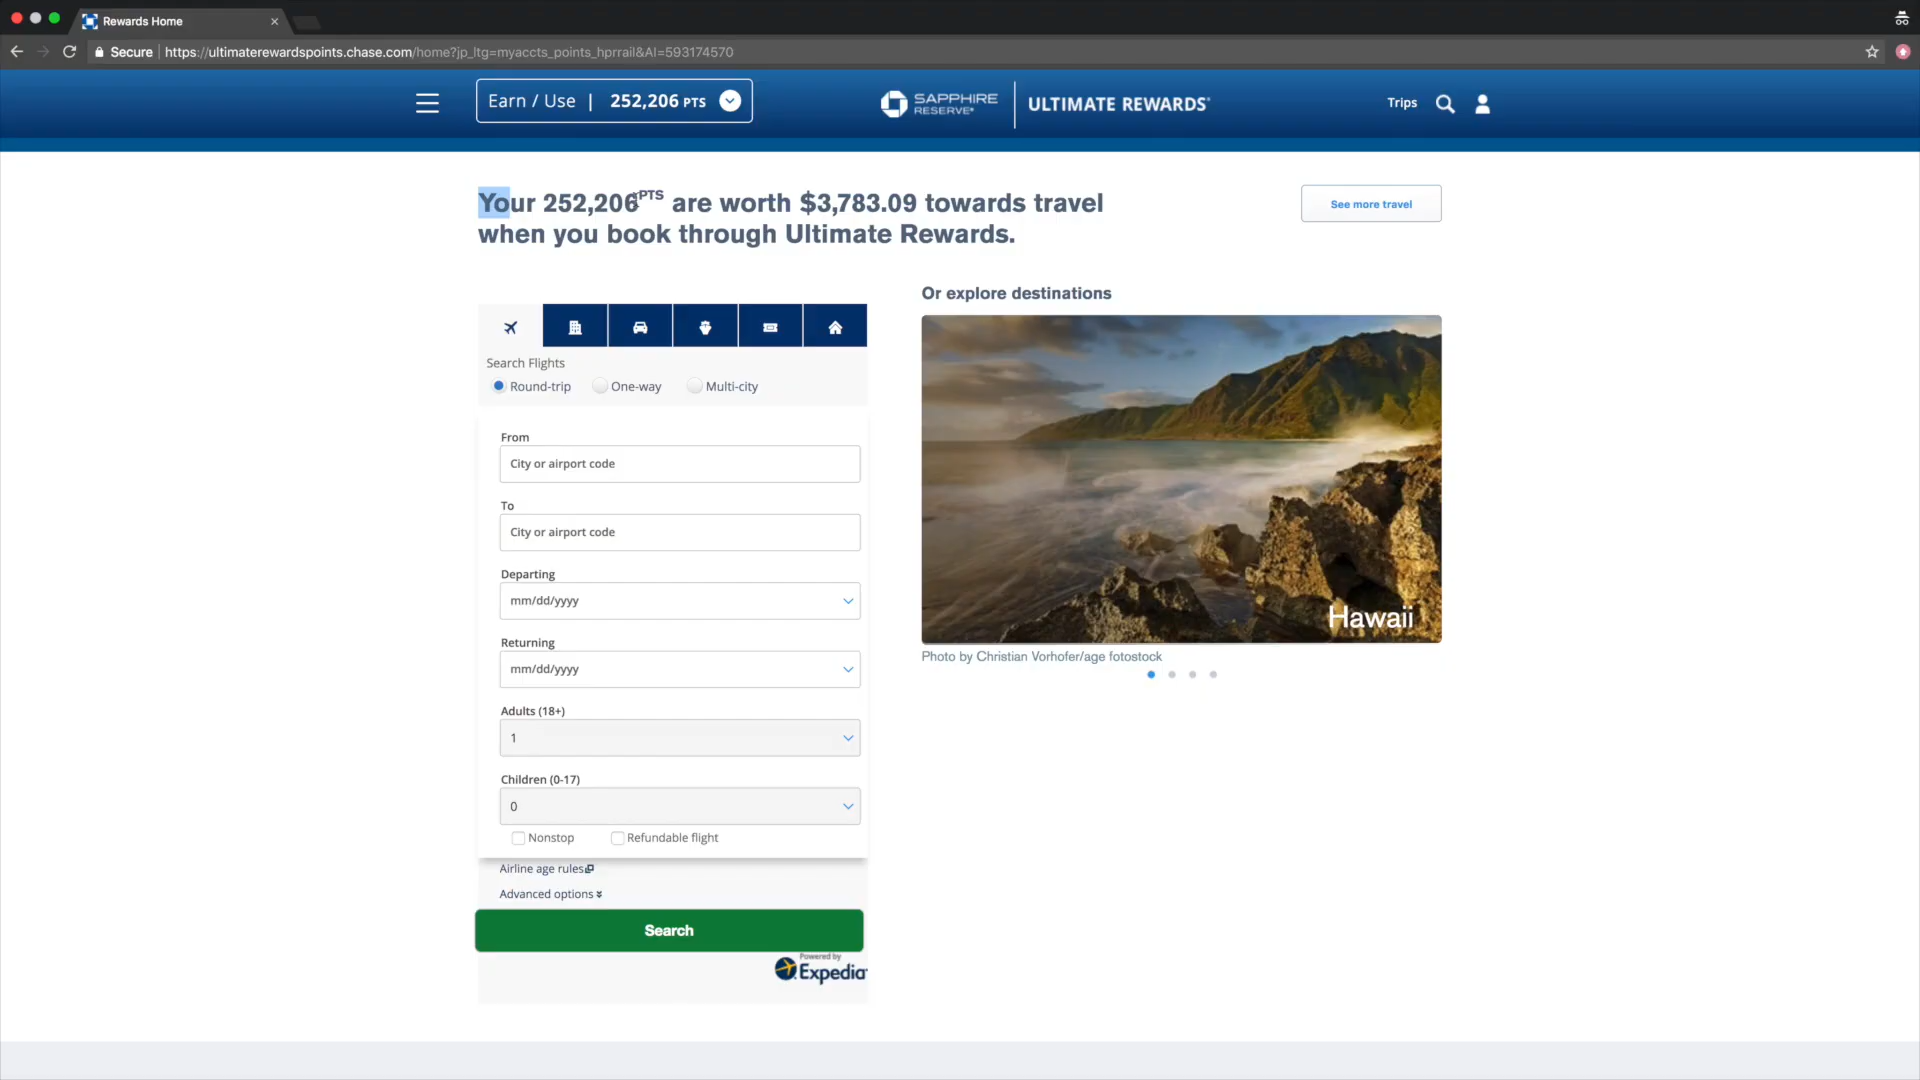 Rewards Home
Secure https://ultimaterewardspoints.chase.com/home?jp_ltg=myaccts_points_hprrail&AI=593174570
Earn / Use | 252,206 PTS
SAPPHIRE RESERVE®
ULTIMATE REWARDS®
Trips
Your 252,206 PTS are worth $3,783.09 towards travel
when you book through Ultimate Rewards.
See more travel
Search Flights
Round-trip One-way Multi-city
From
City or airport code
To
City or airport code
Departing
mm/dd/yyyy
Returning
mm/dd/yyyy
Adults (18+)
1
Children (0-17)
0
Nonstop Refundable flight
Airline age rules
Advanced options
Search
Powered by
Expedia
Or explore destinations
Hawaii
Photo by Christian Vorhofer/age fotostock